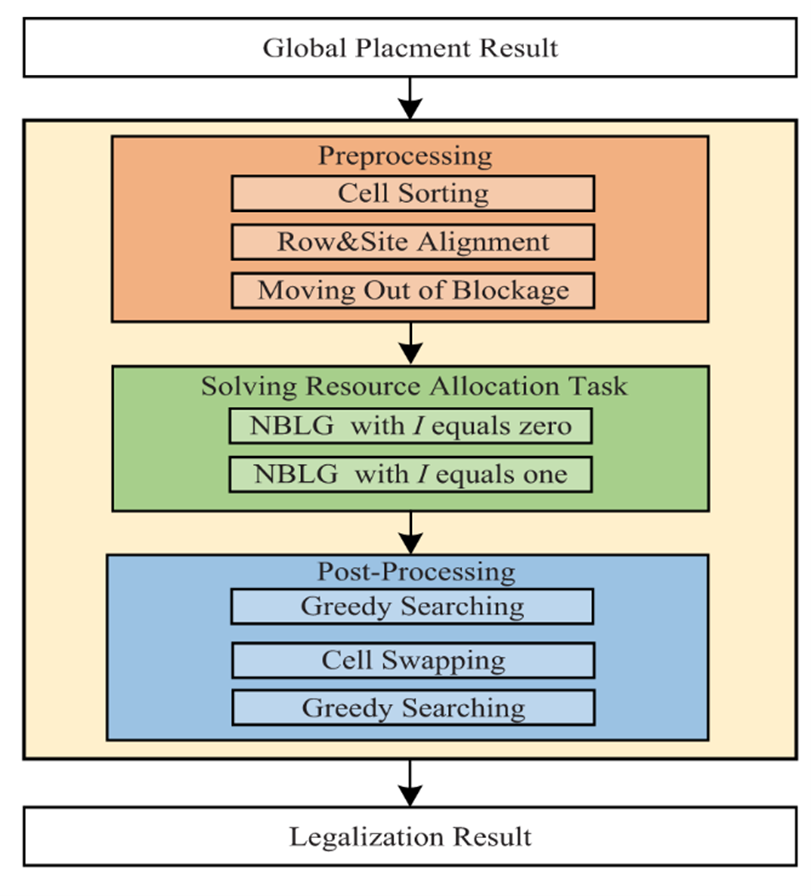 Global Placment Result
Preprocessing
Cell Sorting
Row&Site Alignment
Moving Out of Blockage
Solving Resource Allocation Task
NBLG with I equals zero
NBLG with I equals one
Post-Processing
Greedy Searching
Cell Swapping
Greedy Searching
Legalization Result